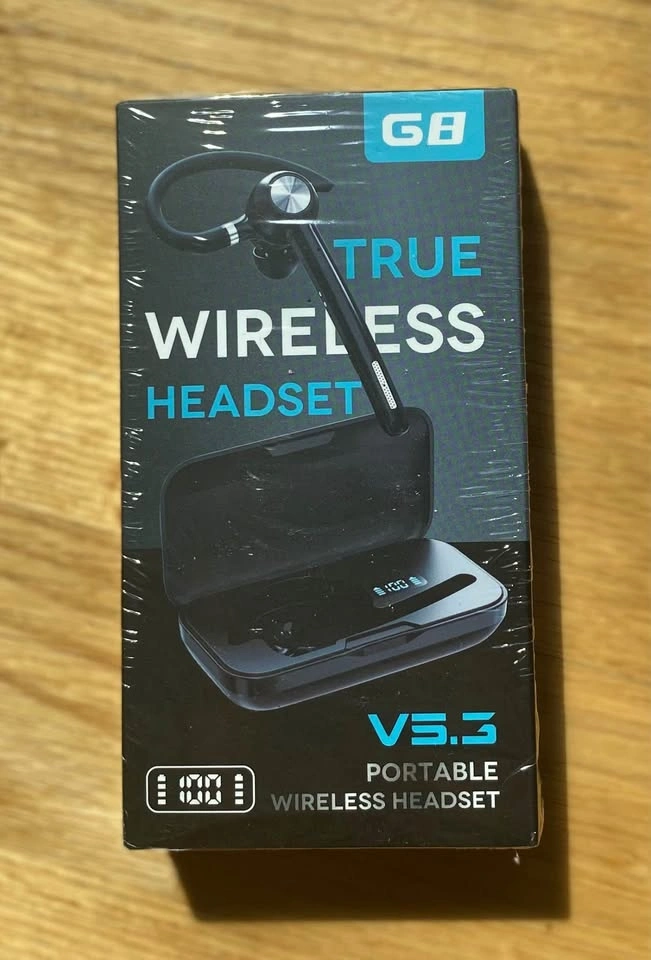 G8
TRUE
WIRELESS
HEADSET
100
V5.3
100 PORTABLE
WIRELESS HEADSET